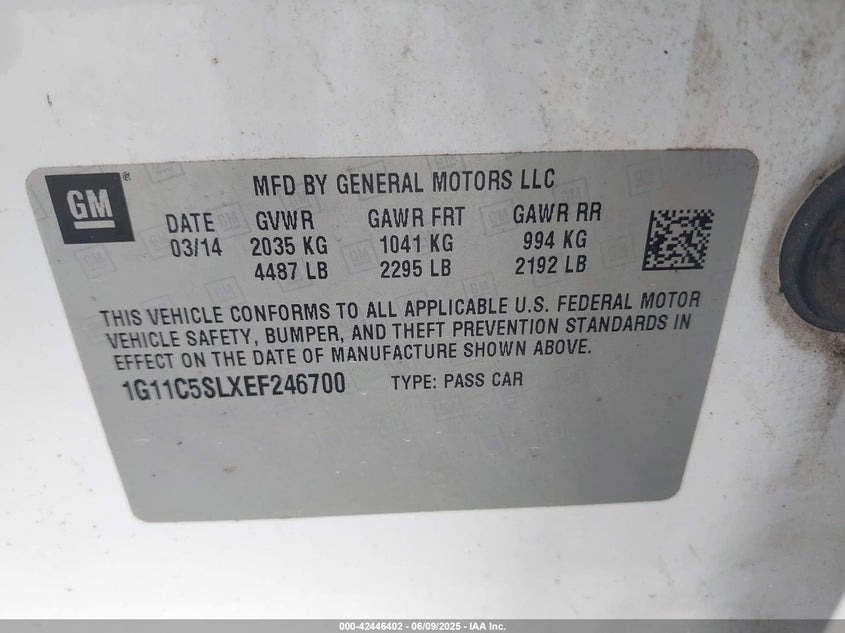 GM ®
MFD BY GENERAL MOTORS LLC
DATE GVWR GAWR FRT GAWR RR
03/14 2035 KG 1041 KG 994 KG
4487 LB 2295 LB 2192 LB
THIS VEHICLE CONFORMS TO ALL APPLICABLE U.S. FEDERAL MOTOR
VEHICLE SAFETY, BUMPER, AND THEFT PREVENTION STANDARDS IN
EFFECT ON THE DATE OF MANUFACTURE SHOWN ABOVE.
1G11C5SLXEF246700 TYPE: PASS CAR
000-42446402 - 06/09/2025 - IAA Inc.